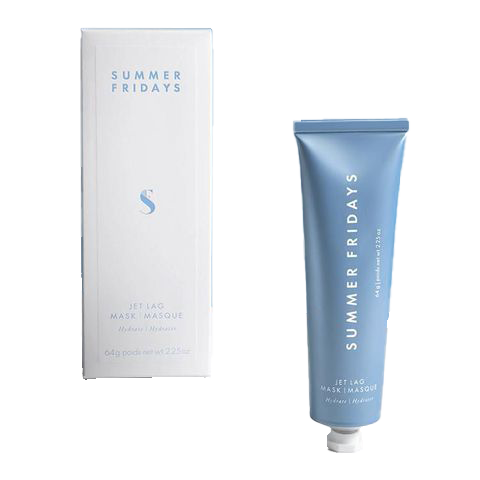 SUMMER
FRIDAYS
S
JET LAG
MASK | MASQUE
Hydrate | Hydrater
64g poids net wt 2.25oz
SUMMER FRIDAYS
64 g | poids net wt 2.25 oz
JET LAG
MASK | MASQUE
Hydrate | Hydrater